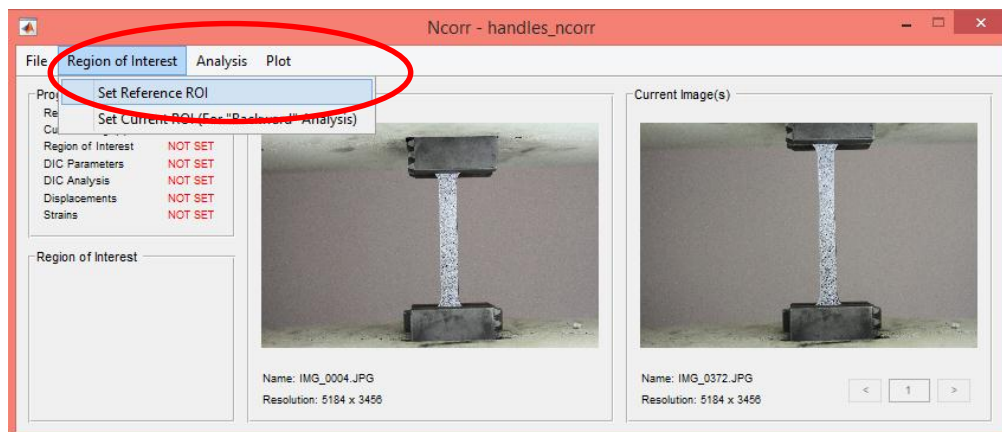 Ncorr - handles_ncorr
File Region of Interest Analysis Plot
Set Reference ROI
Set Current ROI (For "Backward" Analysis)
Region of Interest NOT SET
DIC Parameters NOT SET
DIC Analysis NOT SET
Displacements NOT SET
Strains NOT SET
Region of Interest
Name: IMG_0004.JPG
Resolution: 5184 x 3456
Current Image(s)
Name: IMG_0372.JPG
Resolution: 5184 x 3456
< 1 >